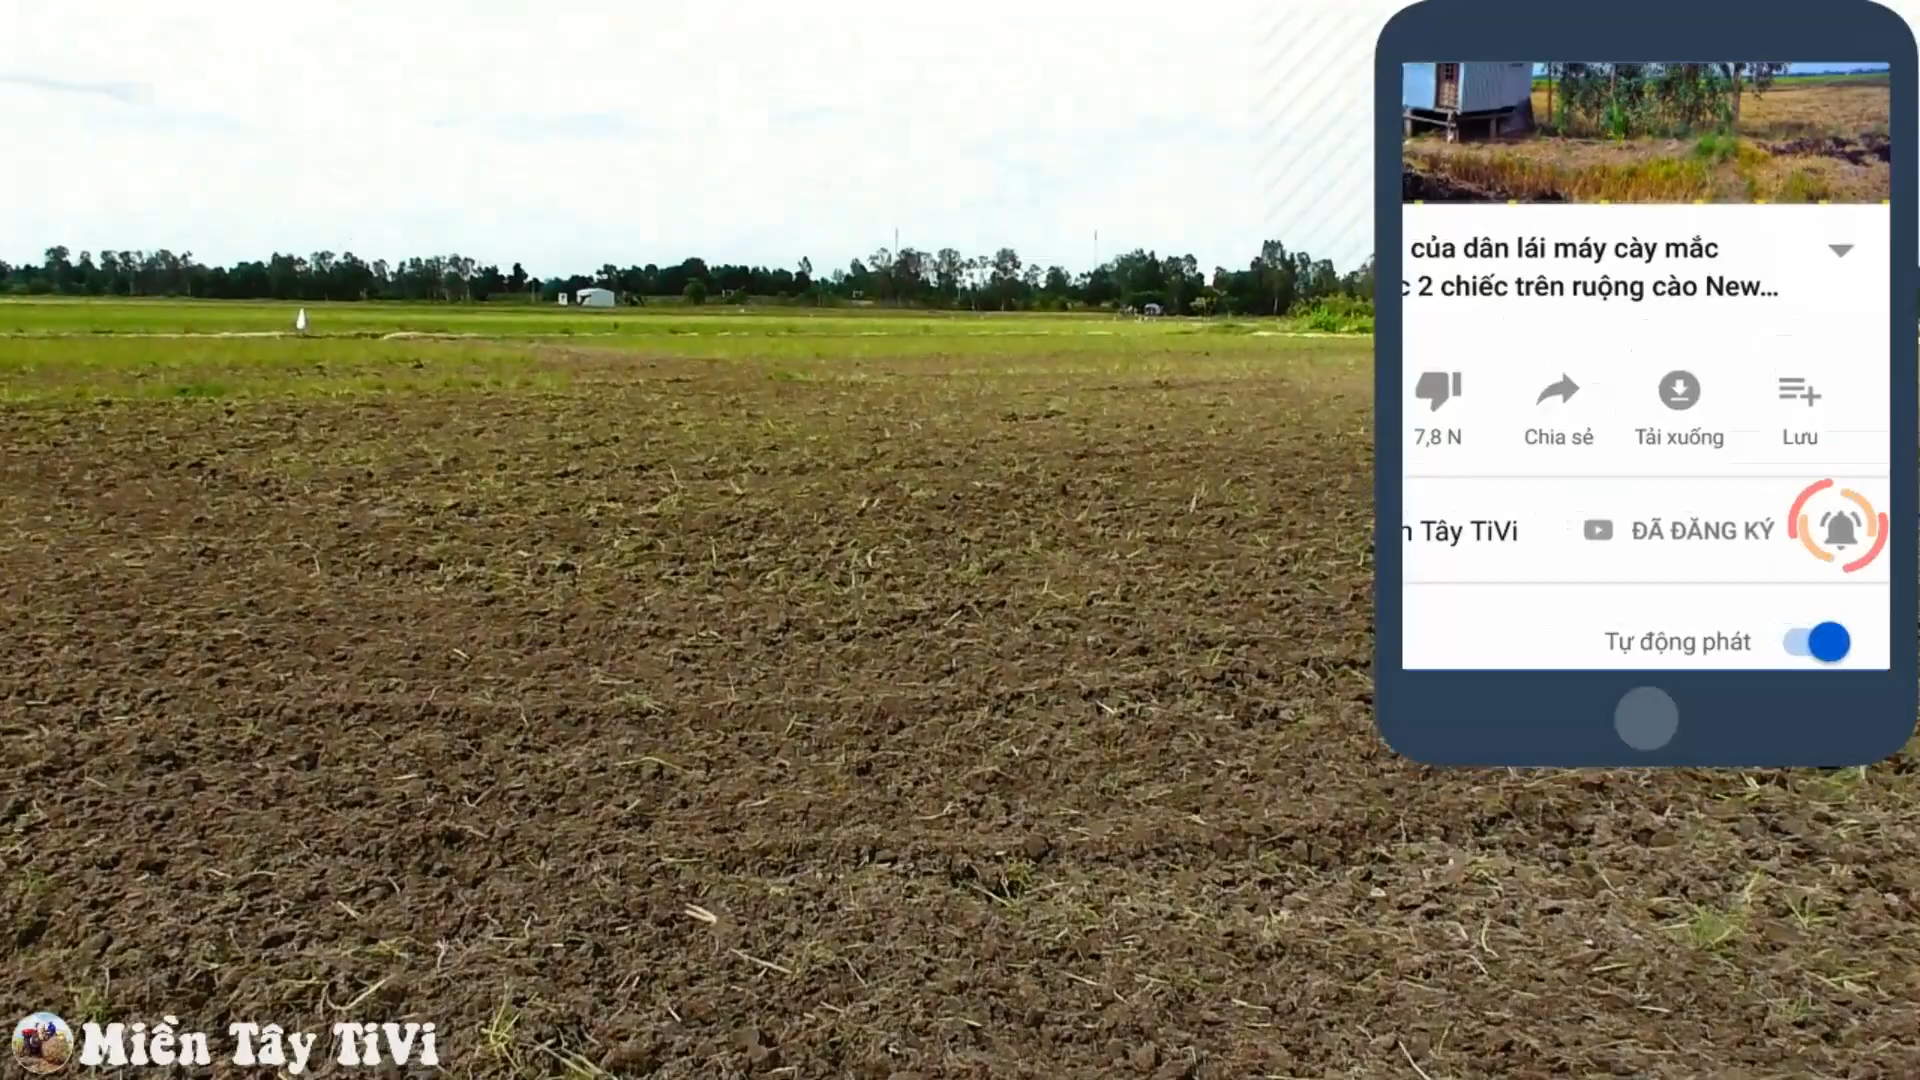 của dân lái máy cày mắc
c 2 chiếc trên ruộng cào New...
7,8 N
Chia sẻ
Tải xuống
Lưu
n Tây TiVi
ĐÃ ĐĂNG KÝ
Tự động phát
Miền Tây TiVi